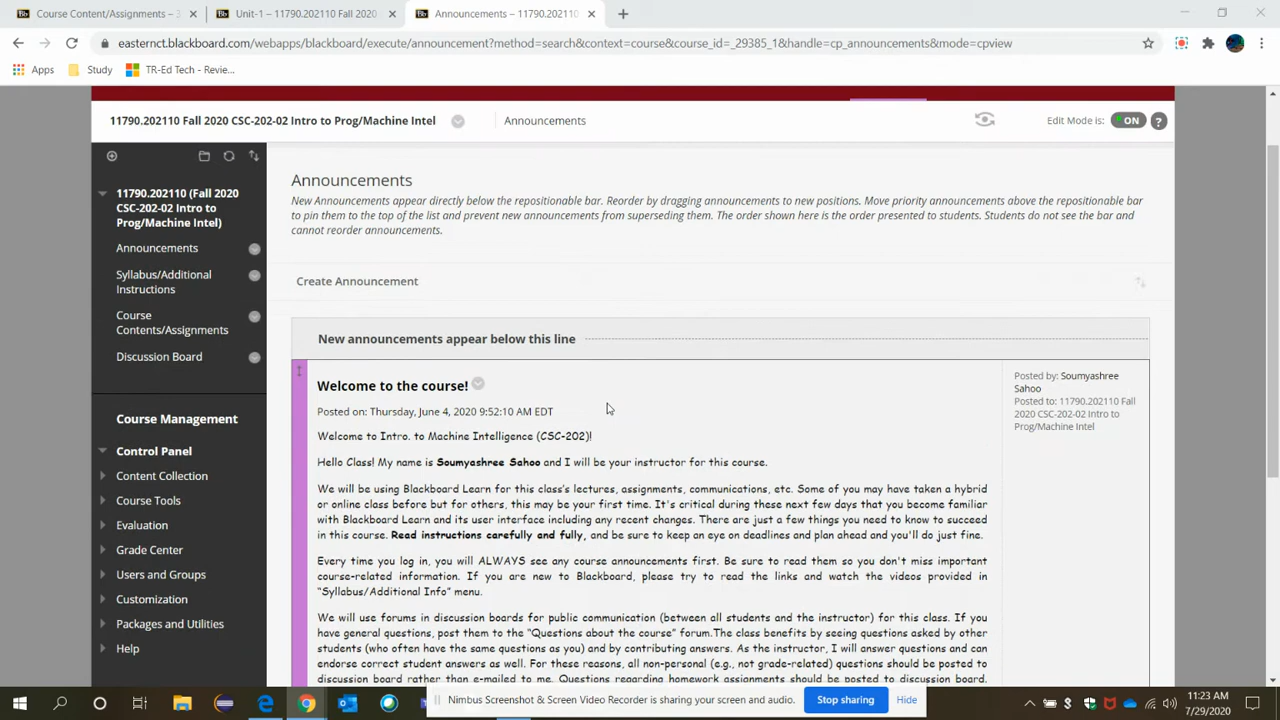 Course Content/Assignments – 3
Unit-1 – 11790.202110 Fall 2020
Announcements – 11790.202110
easternct.blackboard.com/webapps/blackboard/execute/announcement?method=search&context=course&course_id=_29385_1&handle=cp_announcements&mode=cpview
Apps
Study
TR-Ed Tech - Revie...
11790.202110 Fall 2020 CSC-202-02 Intro to Prog/Machine Intel
Announcements
Edit Mode is:
ON
?
11790.202110 (Fall 2020
CSC-202-02 Intro to
Prog/Machine Intel)
Announcements
Syllabus/Additional
Instructions
Course
Contents/Assignments
Discussion Board
Course Management
Control Panel
Content Collection
Course Tools
Evaluation
Grade Center
Users and Groups
Customization
Packages and Utilities
Help
Announcements
New Announcements appear directly below the repositionable bar. Reorder by dragging announcements to new positions. Move priority announcements above the repositionable bar
to pin them to the top of the list and prevent new announcements from superseding them. The order shown here is the order presented to students. Students do not see the bar and
cannot reorder announcements.
Create Announcement
New announcements appear below this line
Welcome to the course!
Posted on: Thursday, June 4, 2020 9:52:10 AM EDT
Welcome to Intro. to Machine Intelligence (CSC-202)!
Hello Class! My name is Soumyashree Sahoo and I will be your instructor for this course.
We will be using Blackboard Learn for this class's lectures, assignments, communications, etc. Some of you may have taken a hybrid
or online class before but for others, this may be your first time. It's critical during these next few days that you become familiar
with Blackboard Learn and its user interface including any recent changes. There are just a few things you need to know to succeed
in this course. Read instructions carefully and fully, and be sure to keep an eye on deadlines and plan ahead and you'll do just fine.
Every time you log in, you will ALWAYS see any course announcements first. Be sure to read them so you don't miss important
course-related information. If you are new to Blackboard, please try to read the links and watch the videos provided in
"Syllabus/Additional Info" menu.
We will use forums in discussion boards for public communication (between all students and the instructor) for this class. If you
have general questions, post them to the "Questions about the course" forum.The class benefits by seeing questions asked by other
students (who often have the same questions as you) and by contributing answers. As the instructor, I will answer questions and can
endorse correct student answers as well. For these reasons, all non-personal (e.g., not grade-related) questions should be posted to
discussion board rather than e-mailed to me. Questions regarding homework assignments should be posted to discussion board.
Posted by: Soumyashree
Sahoo
Posted to: 11790.202110 Fall
2020 CSC-202-02 Intro to
Prog/Machine Intel
Nimbus Screenshot & Screen Video Recorder is sharing your screen and audio.
Stop sharing
Hide
11:23 AM
7/29/2020